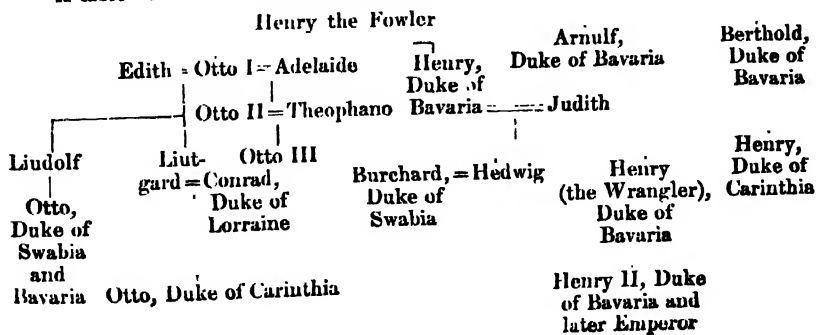 Henry the Fowler
Edith = Otto I = Adelaide
Henry,
Duke of
Bavaria = Judith
Arnulf,
Duke of Bavaria
Berthold,
Duke of
Bavaria
Otto II = Theophano
Liudolf
Liut-
gard = Conrad,
Duke of
Lorraine
Otto III
Burchard, = Hedwig
Duke of
Swabia
Henry
(the Wrangler),
Duke of
Bavaria
Henry,
Duke of
Carinthia
Otto,
Duke of
Swabia
and
Bavaria
Otto, Duke of Carinthia
Henry II, Duke
of Bavaria and
later Emperor